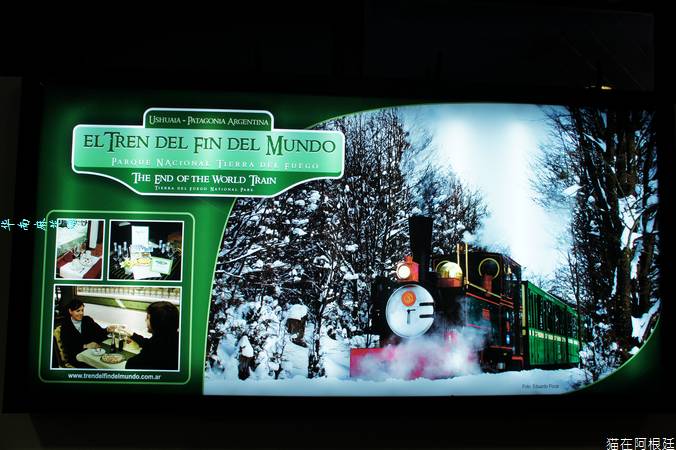 Ushuaia - Patagonia Argentina
El Tren del Fin del Mundo
Parque Nacional Tierra del Fuego
The End of the World Train
Tierra del Fuego National Park
www.trendelfindelmundo.com.ar
猫在阿根廷